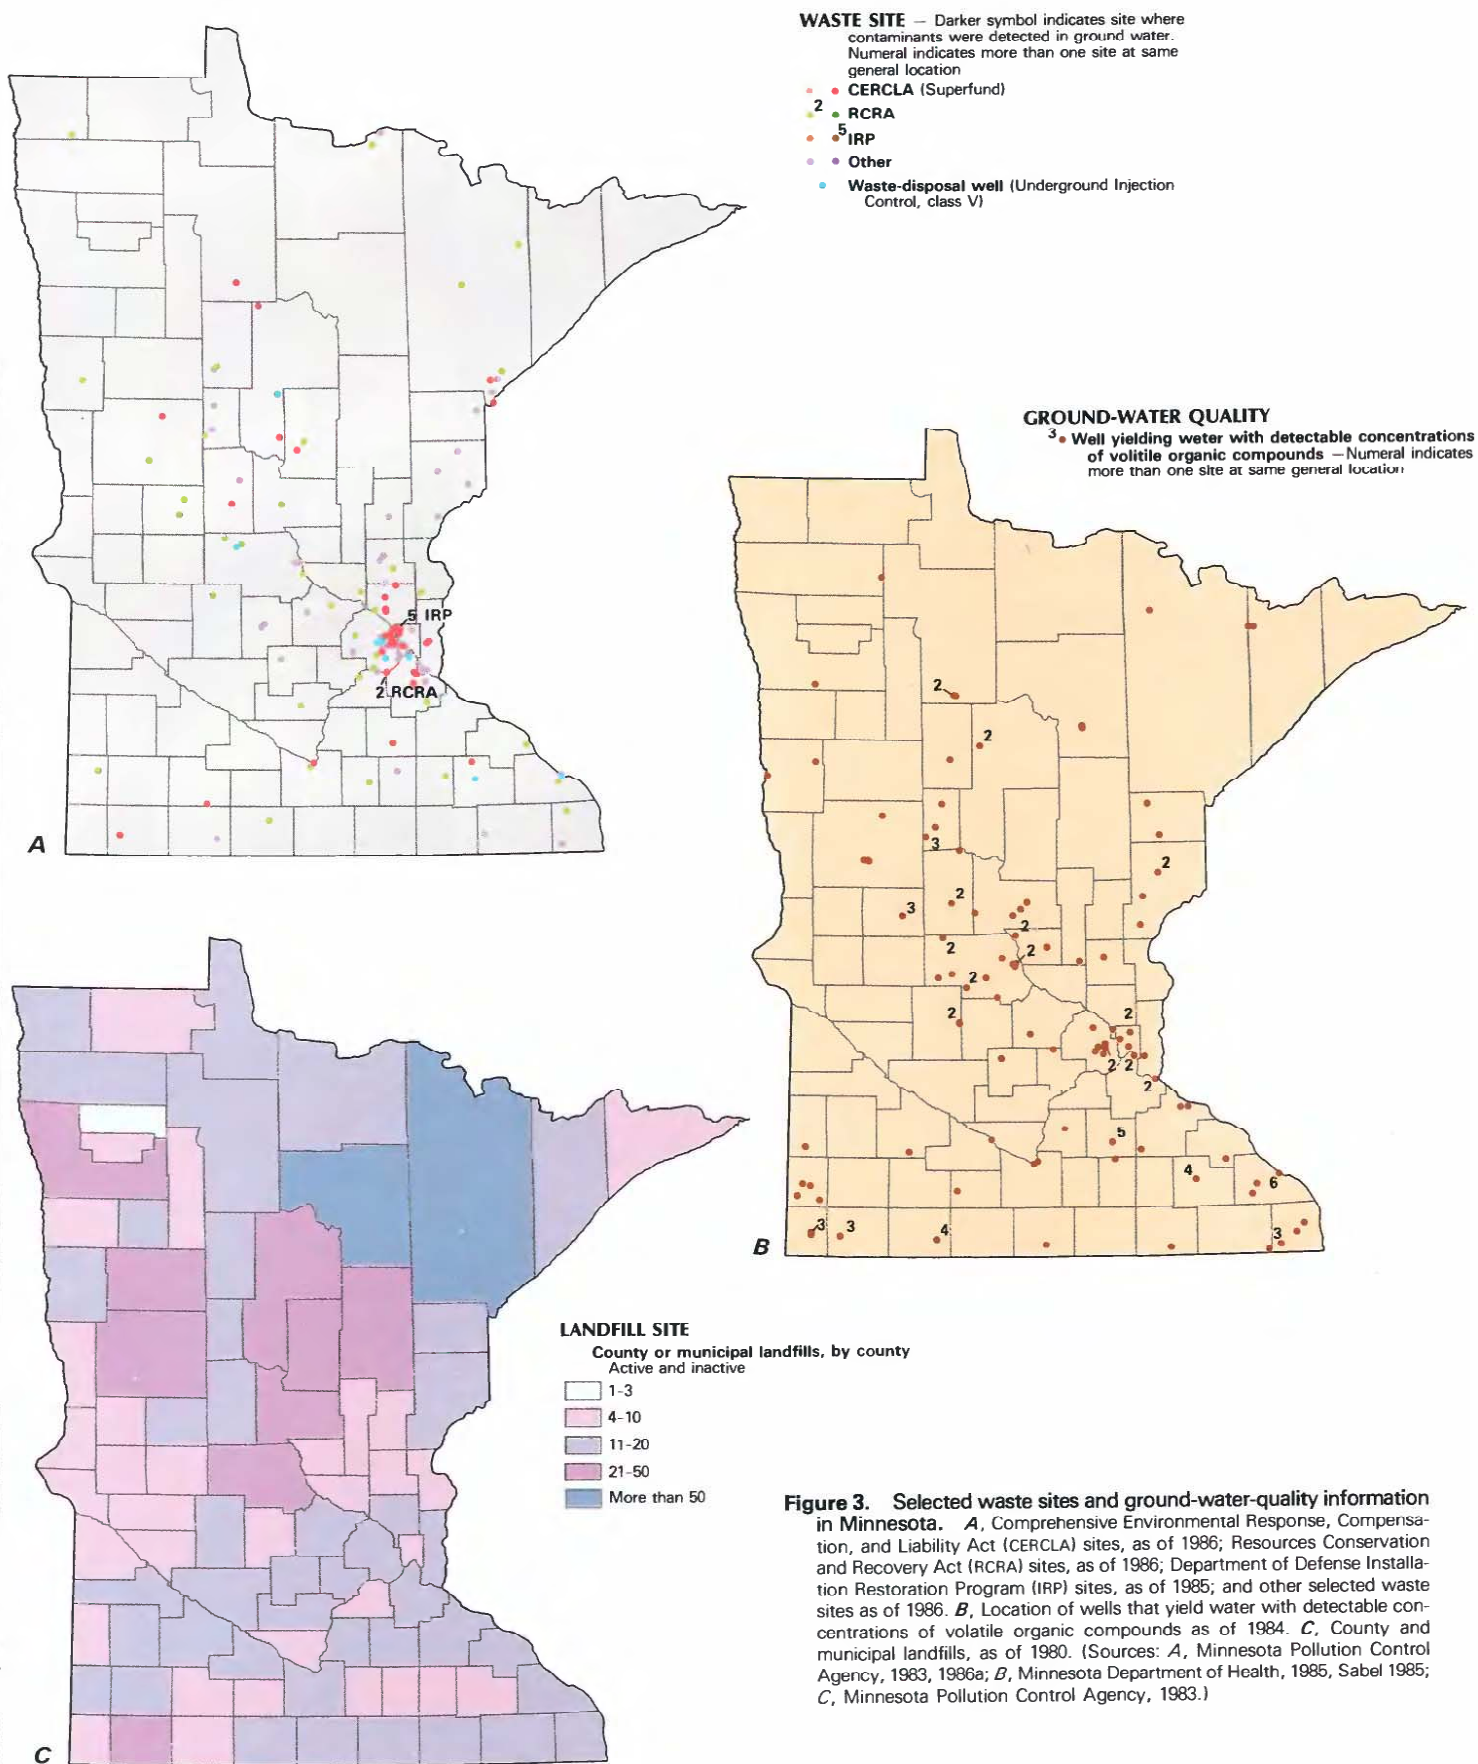 WASTE SITE — Darker symbol indicates site where
contaminants were detected in ground water.
Numeral indicates more than one site at same
general location
CERCLA (Superfund)
2 RCRA
5 IRP
Other
Waste-disposal well (Underground Injection
Control, class V)
5 IRP
2 RCRA
A
GROUND-WATER QUALITY
3 Well yielding weter with detectable concentrations
of volitile organic compounds —Numeral indicates
more than one site at same general location
2
2
3
2
2
3
2
2
2
2
2
2
2
2
2
5
4
6
3
3
4
3
B
LANDFILL SITE
County or municipal landfills, by county
Active and inactive
1-3
4-10
11-20
21-50
More than 50
C
Figure 3. Selected waste sites and ground-water-quality information
in Minnesota. A, Comprehensive Environmental Response, Compensa-
tion, and Liability Act (CERCLA) sites, as of 1986; Resources Conservation
and Recovery Act (RCRA) sites, as of 1986; Department of Defense Installa-
tion Restoration Program (IRP) sites, as of 1985; and other selected waste
sites as of 1986. B, Location of wells that yield water with detectable con-
centrations of volatile organic compounds as of 1984. C, County and
municipal landfills, as of 1980. (Sources: A, Minnesota Pollution Control
Agency, 1983, 1986a; B, Minnesota Department of Health, 1985, Sabel 1985;
C, Minnesota Pollution Control Agency, 1983.)